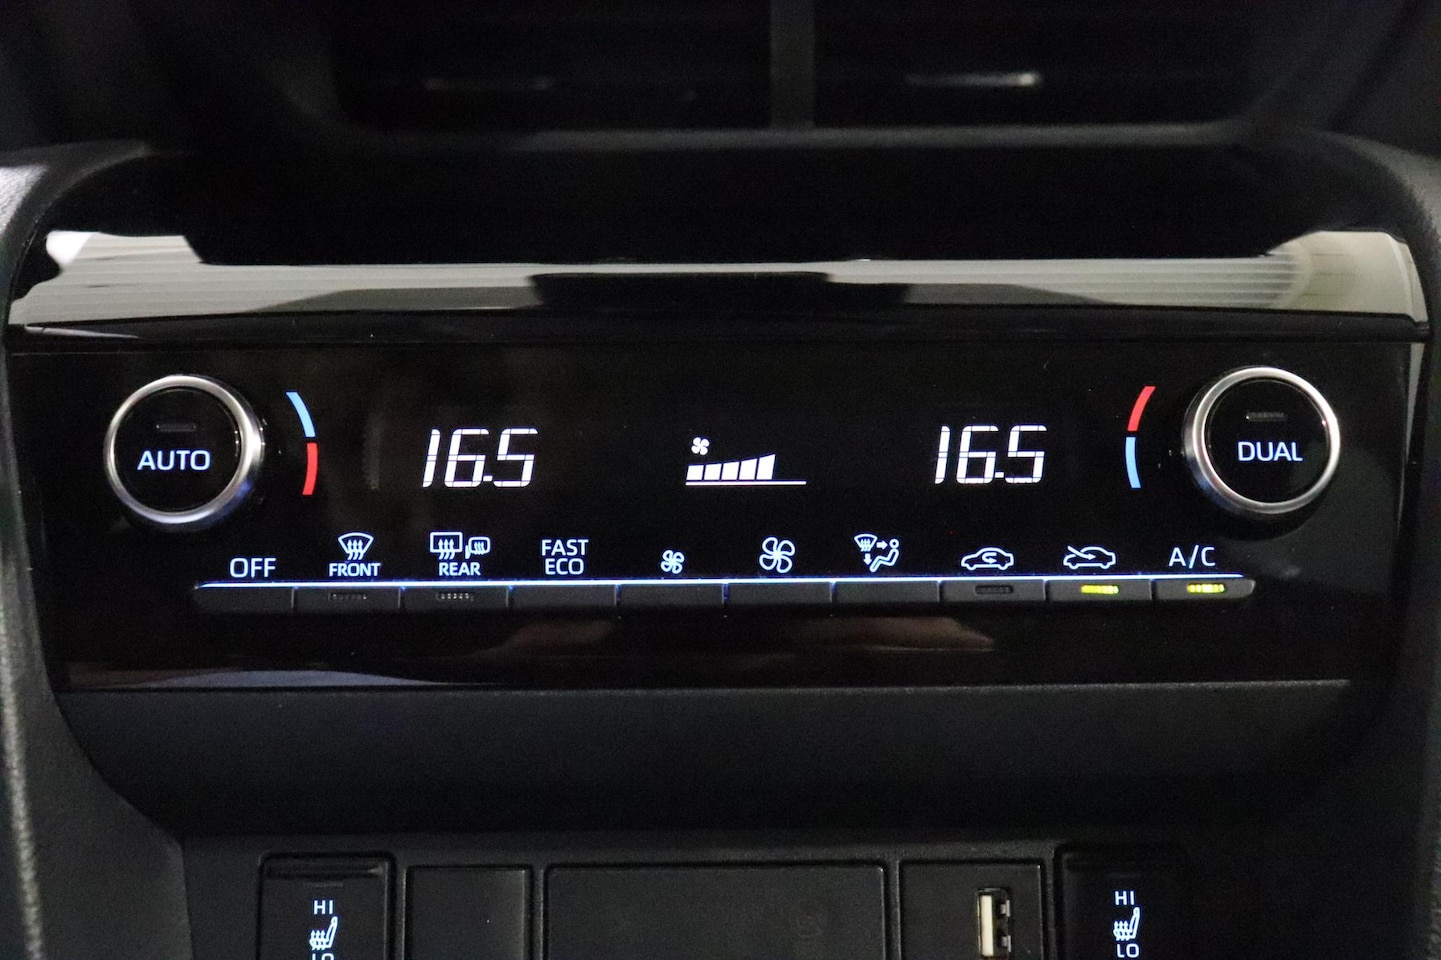 AUTO
16.5
16.5
DUAL
OFF
FRONT
REAR
FAST
ECO
A/C
HI
LO
HI
LO